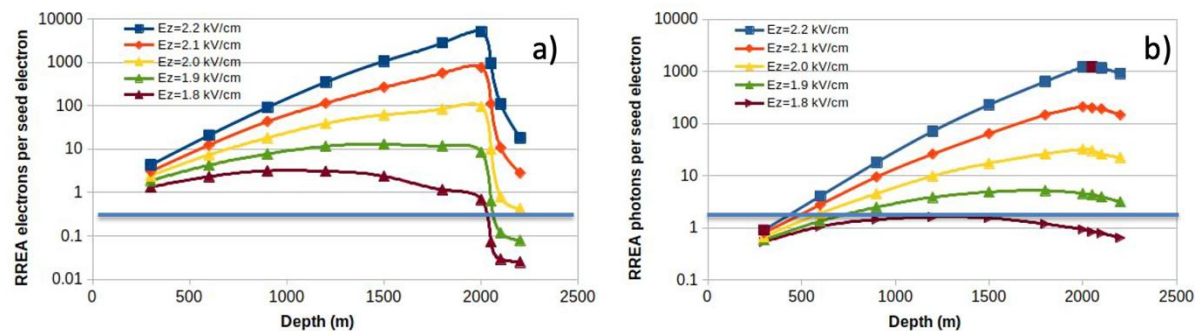 10000
1000
100
10
1
0.1
0.01
RREA electrons per seed electron
Ez=2.2 kV/cm
Ez=2.1 kV/cm
Ez=2.0 kV/cm
Ez=1.9 kV/cm
Ez=1.8 kV/cm
a)
0 500 1000 1500 2000 2500
Depth (m)
10000
1000
100
10
1
0.1
RREA photons per seed electron
Ez=2.2 kV/cm
Ez=2.1 kV/cm
Ez=2.0 kV/cm
Ez=1.9 kV/cm
Ez=1.8 kV/cm
b)
0 500 1000 1500 2000 2500
Depth (m)